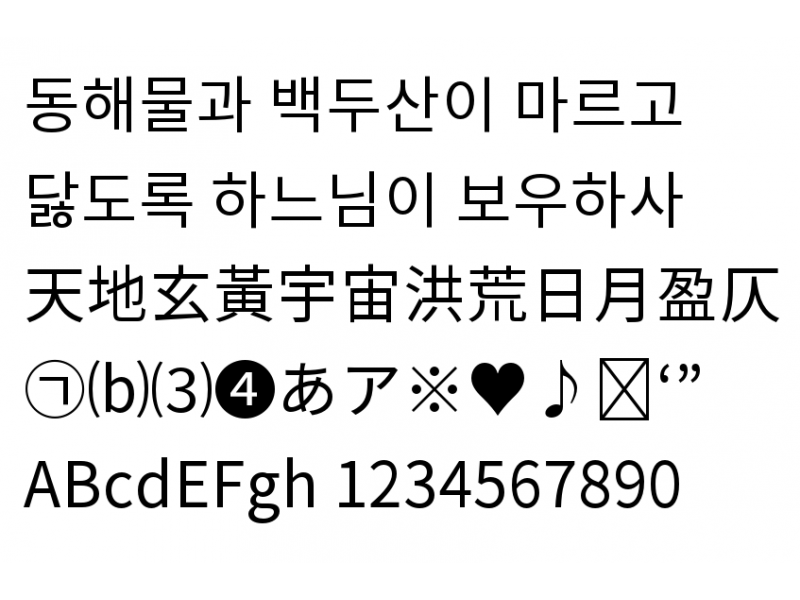 동해물과 백두산이 마르고
닳도록 하느님이 보우하사
天地玄黃宇宙洪荒日月盈仄
㉠⒝⑶❹あア※♥♪‘”
ABcdEFgh 1234567890